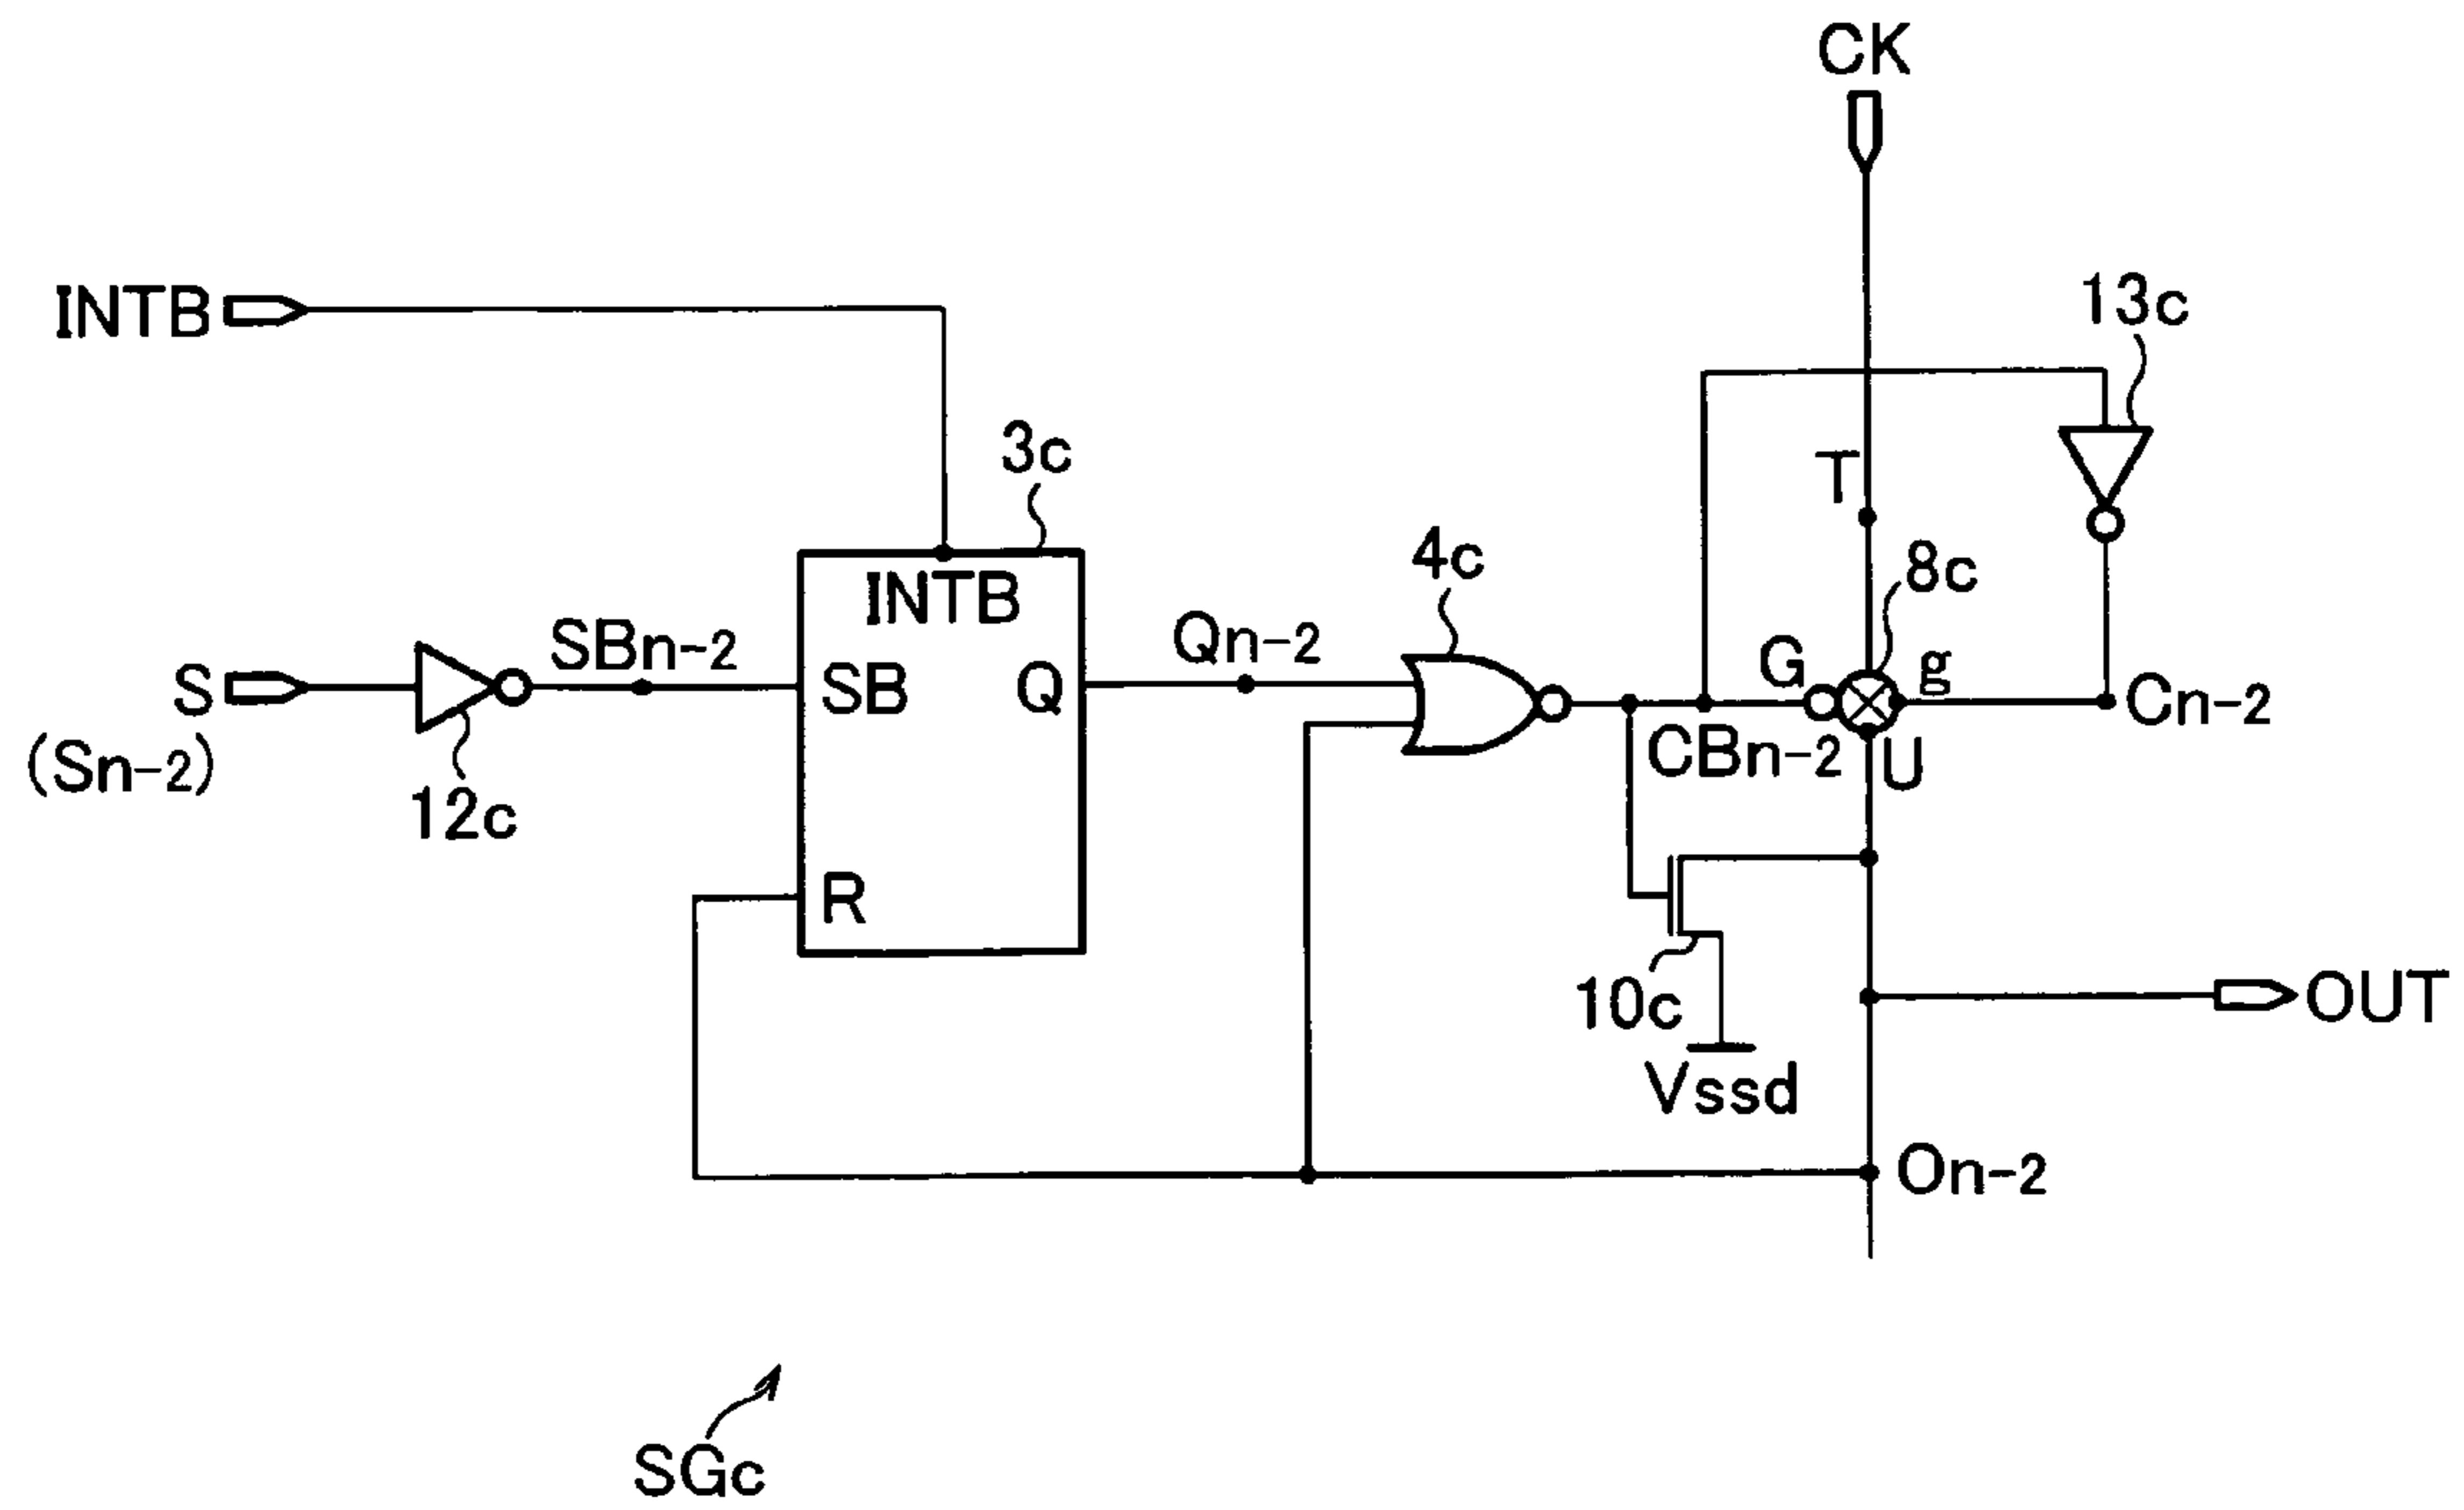 CK
INTB
13c
3c
T
4c
8c
INTB
SBn-2
Qn-2
G
g
S
SB
Q
Cn-2
(Sn-2)
CBn-2
U
12c
R
10c
OUT
Vssd
On-2
SGc